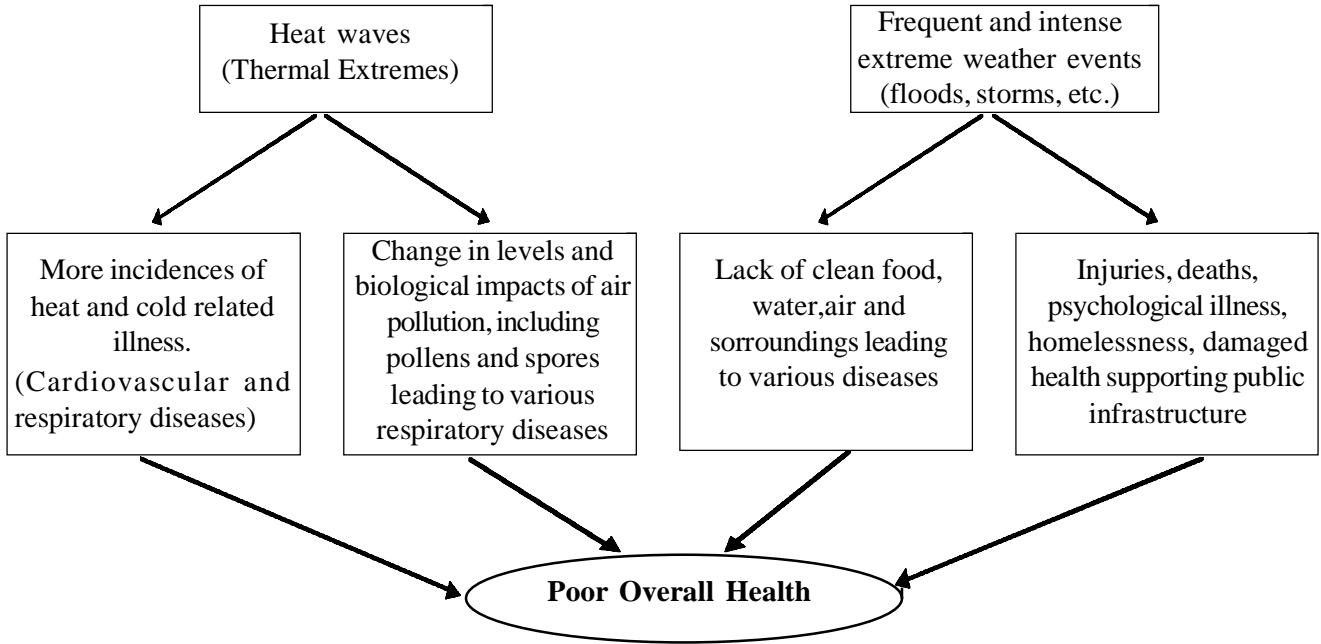 Heat waves
(Thermal Extremes)
Frequent and intense
extreme weather events
(floods, storms, etc.)
More incidences of
heat and cold related
illness.
(Cardiovascular and
respiratory diseases)
Change in levels and
biological impacts of air
pollution, including
pollens and spores
leading to various
respiratory diseases
Lack of clean food,
water,air and
sorroundings leading
to various diseases
Injuries, deaths,
psychological illness,
homelessness, damaged
health supporting public
infrastructure
Poor Overall Health